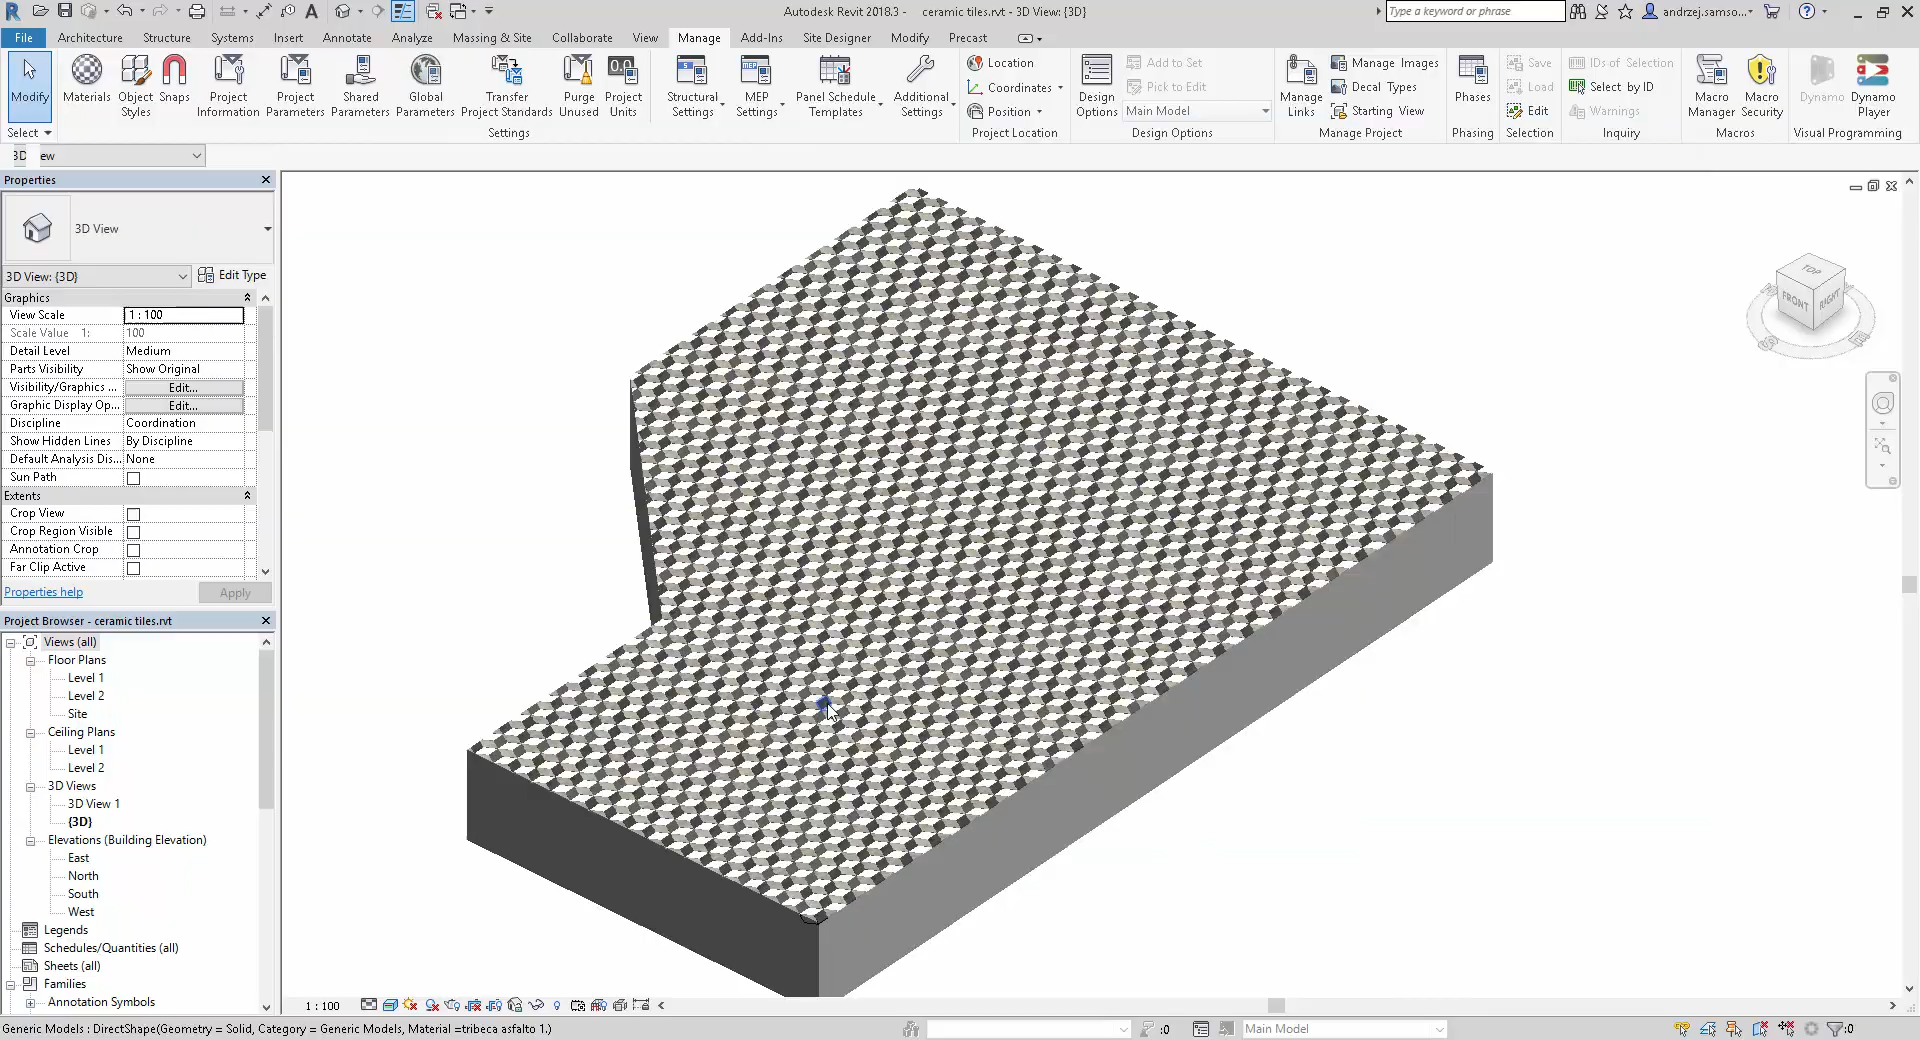 Autodesk Revit 2018.3 - ceramic tiles.rvt - 3D View: {3D}
Type a keyword or phrase
andrzej.samso...
File Architecture Structure Systems Insert Annotate Analyze Massing & Site Collaborate View Manage Add-Ins Site Designer Modify Precast
Modify
Select
Materials
Object Styles
Snaps
Project Information
Project Parameters
Shared Parameters
Global Parameters
Transfer Project Standards
Purge Unused
Project Units
Settings
Structural Settings
MEP Settings
Panel Schedule Templates
Additional Settings
Location
Coordinates
Position
Project Location
Design Options
Add to Set
Pick to Edit
Main Model
Design Options
Manage Links
Manage Images
Decal Types
Starting View
Manage Project
Phases
Phasing
Save
Load
Edit
Selection
IDs of Selection
Select by ID
Warnings
Inquiry
Macro Manager
Macro Security
Macros
Dynamo
Dynamo Player
Visual Programming
3D ew
Properties
3D View
3D View: {3D} Edit Type
Graphics
View Scale 1 : 100
Scale Value 1: 100
Detail Level Medium
Parts Visibility Show Original
Visibility/Graphics ... Edit...
Graphic Display Op... Edit...
Discipline Coordination
Show Hidden Lines By Discipline
Default Analysis Dis... None
Sun Path
Extents
Crop View
Crop Region Visible
Annotation Crop
Far Clip Active
Properties help Apply
Project Browser - ceramic tiles.rvt
Views (all)
Floor Plans
Level 1
Level 2
Site
Ceiling Plans
Level 1
Level 2
3D Views
3D View 1
{3D}
Elevations (Building Elevation)
East
North
South
West
Legends
Schedules/Quantities (all)
Sheets (all)
Families
Annotation Symbols
TOP
FRONT
RIGHT
1 : 100
Generic Models : DirectShape(Geometry = Solid, Category = Generic Models, Material =tribeca asfalto 1.)
:0
Main Model
:0